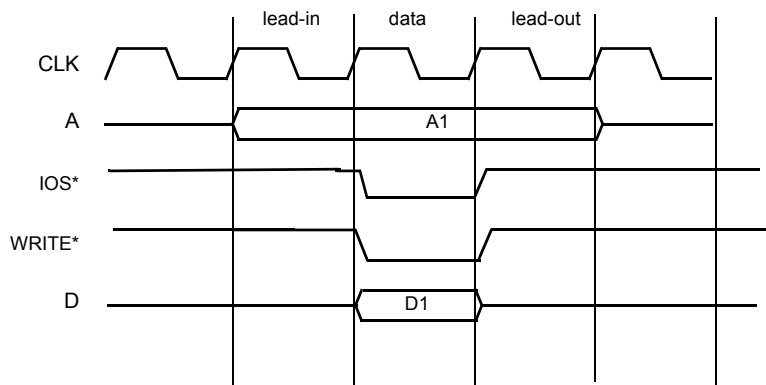 lead-in data lead-out
CLK
A A1
IOS*
WRITE*
D D1